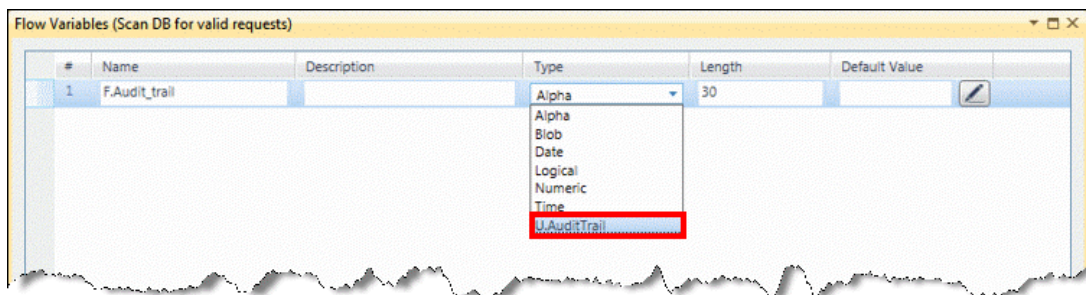 Flow Variables (Scan DB for valid requests)
# Name Description Type Length Default Value
1 F.Audit_trail Alpha 30
Alpha
Blob
Date
Logical
Numeric
Time
U.AuditTrail